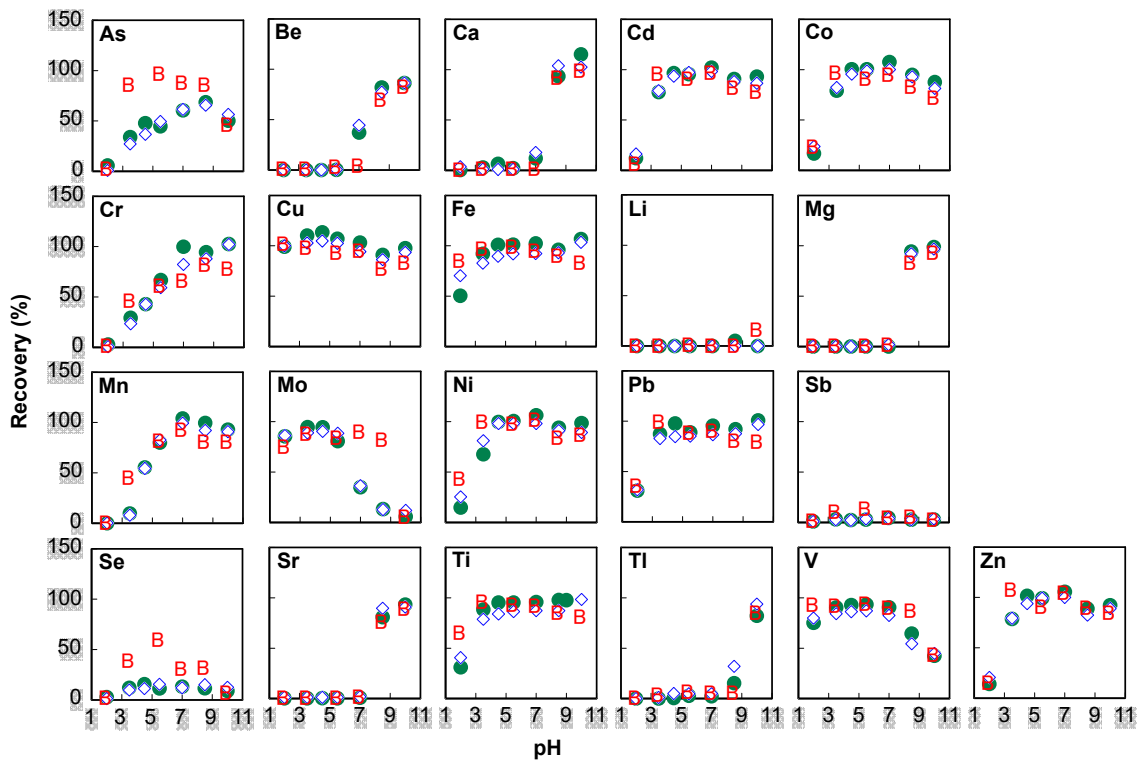 150
As
Be
Ca
Cd
Co
100
50
0
150
Cr
Cu
Fe
Li
Mg
100
50
0
Recovery (%)
150
Mn
Mo
Ni
Pb
Sb
100
50
0
150
Se
Sr
Ti
Tl
V
Zn
100
50
0
1 3 5 7 9 11
1 3 5 7 9 11
1 3 5 7 9 11
1 3 5 7 9 11
1 3 5 7 9 11
1 3 5 7 9 11
pH